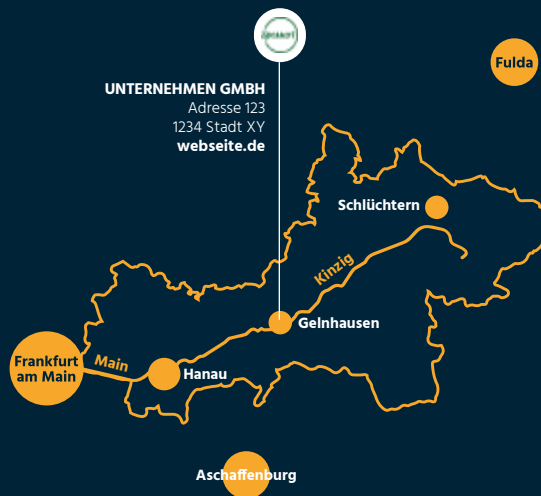 Fulda
UNTERNEHMEN GMBH
Adresse 123
1234 Stadt XY
webseite.de
Schlüchtern
Kinzig
Gelnhausen
Frankfurt
am Main
Main
Hanau
Aschaffenburg